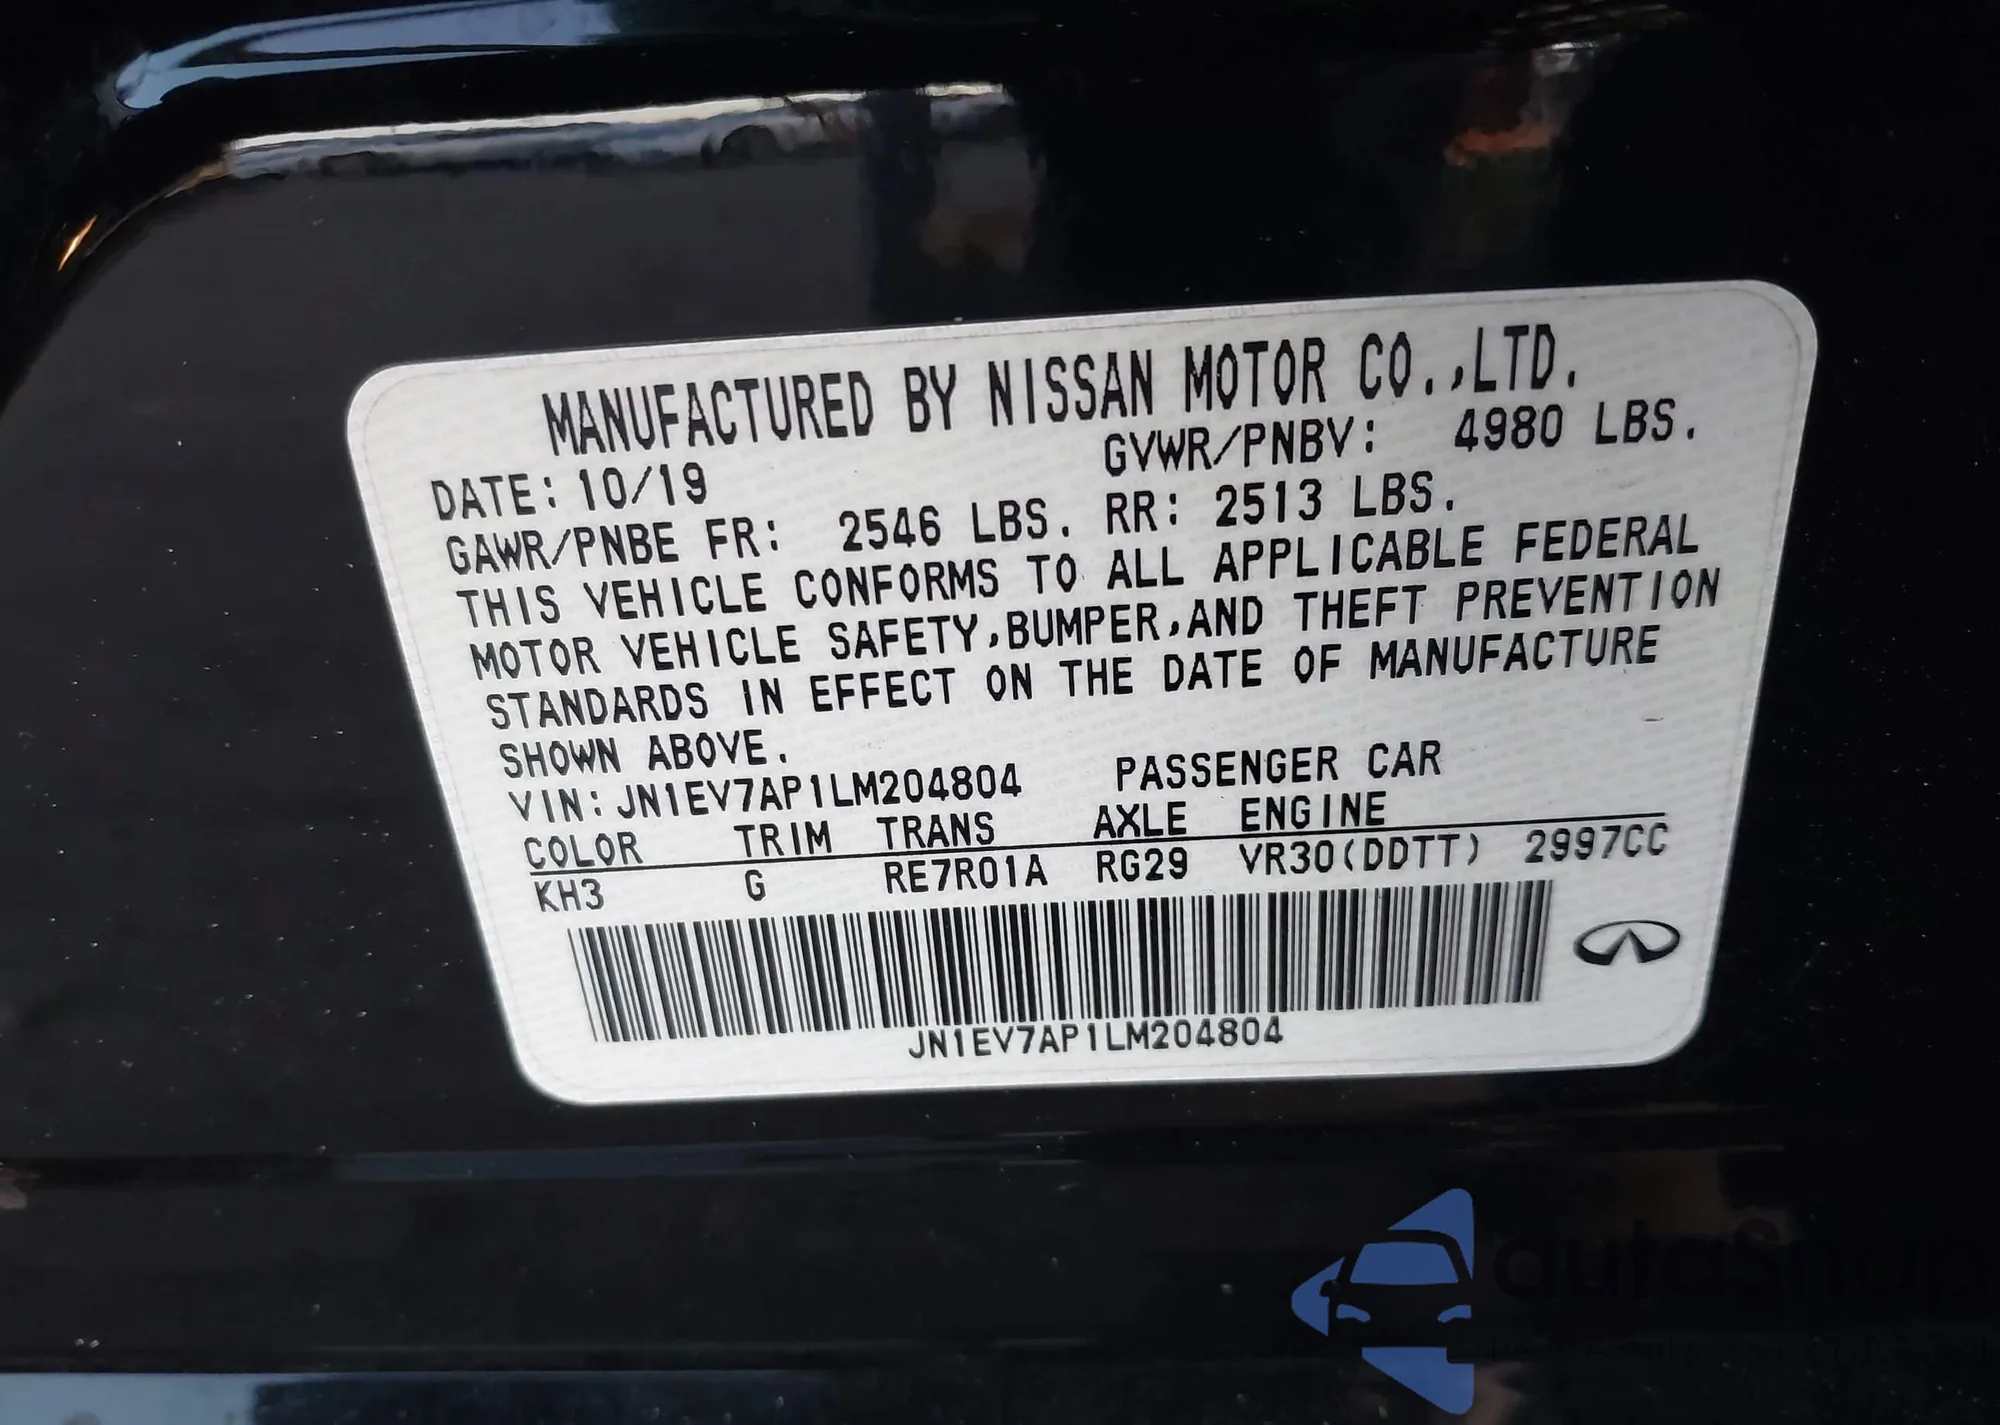 MANUFACTURED BY NISSAN MOTOR CO.,LTD.
DATE: 10/19 GVWR/PNBV: 4980 LBS.
GAWR/PNBE FR: 2546 LBS. RR: 2513 LBS.
THIS VEHICLE CONFORMS TO ALL APPLICABLE FEDERAL
MOTOR VEHICLE SAFETY,BUMPER,AND THEFT PREVENTION
STANDARDS IN EFFECT ON THE DATE OF MANUFACTURE
SHOWN ABOVE.
VIN: JN1EV7AP1LM204804 PASSENGER CAR
COLOR TRIM TRANS AXLE ENGINE
KH3 G RE7R01A RG29 VR30(DDTT) 2997CC
JN1EV7AP1LM204804
autoSnap